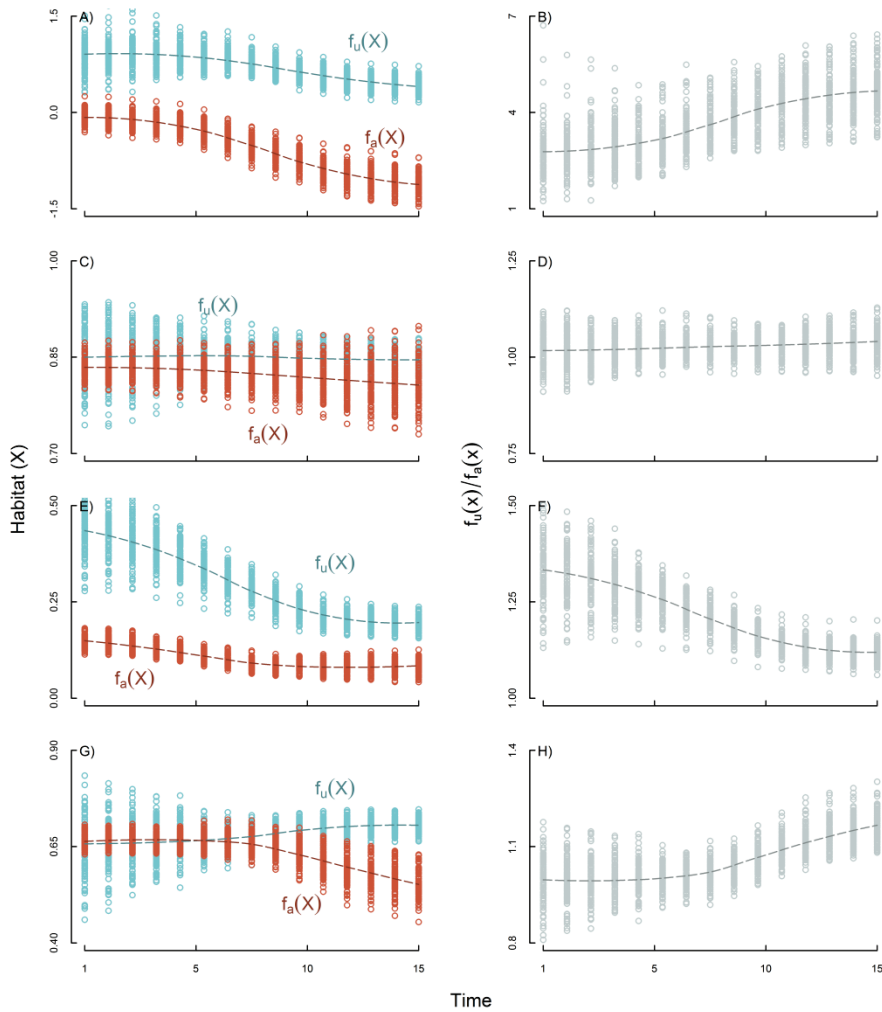 A)
1.5
0.0
-1.5
fu(X)
fa(X)
B)
7
4
1
C)
1.00
0.85
0.70
fu(X)
fa(X)
D)
1.25
1.00
0.75
E)
0.50
0.25
0.00
fu(X)
fa(X)
F)
1.50
1.25
1.00
G)
0.90
0.65
0.40
fu(X)
fa(X)
1 5 10 15
H)
1.4
1.1
0.8
1 5 10 15
Habitat (X)
fu(x)/fa(x)
Time